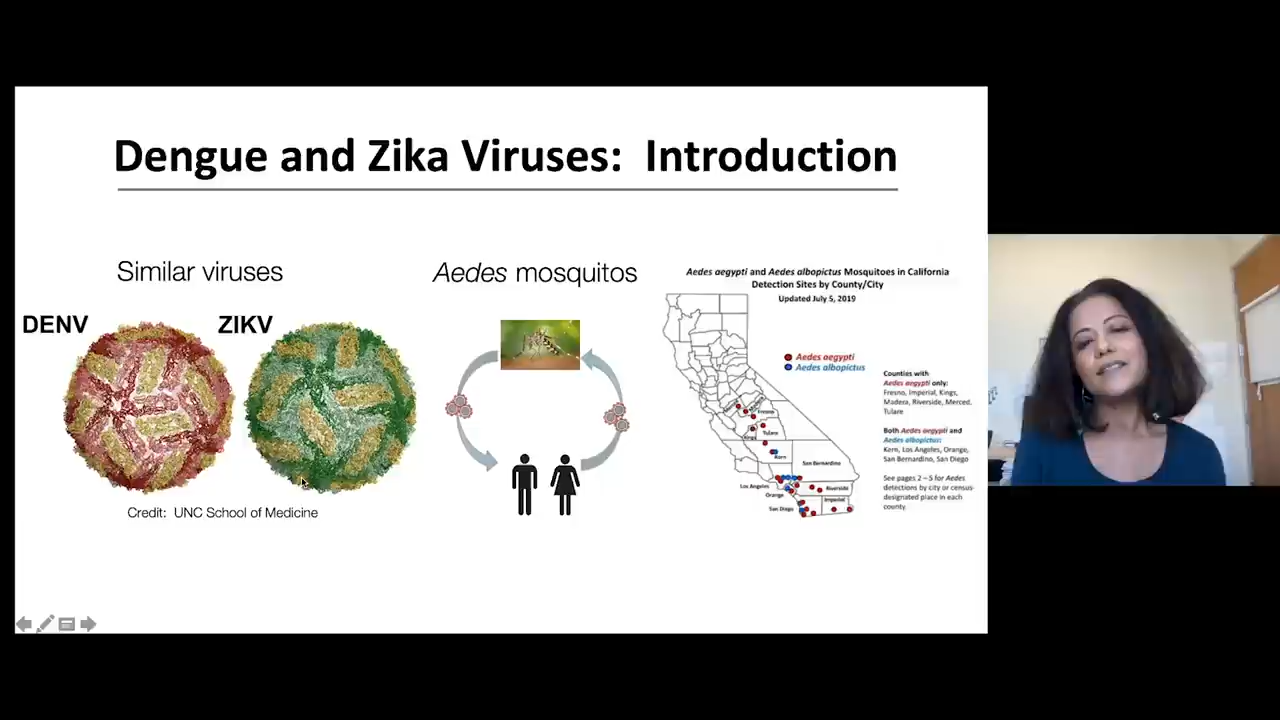 Dengue and Zika Viruses:  Introduction
Similar viruses
DENV
ZIKV
Credit:  UNC School of Medicine
Aedes mosquitos
Aedes aegypti and Aedes albopictus Mosquitoes in California
Detection Sites by County/City
Updated July 5, 2019
Aedes aegypti
Aedes albopictus
Fresno
Tulare
Kings
Kern
San Bernardino
Los Angeles
Orange
Riverside
San Diego
Imperial
Counties with
Aedes aegypti only:
Fresno, Imperial, Kings,
Madera, Riverside, Merced,
Tulare
Both Aedes aegypti and
Aedes albopictus:
Kern, Los Angeles, Orange,
San Bernardino, San Diego
See pages 2 – 5 for Aedes
detections by city or census-
designated place in each
county.